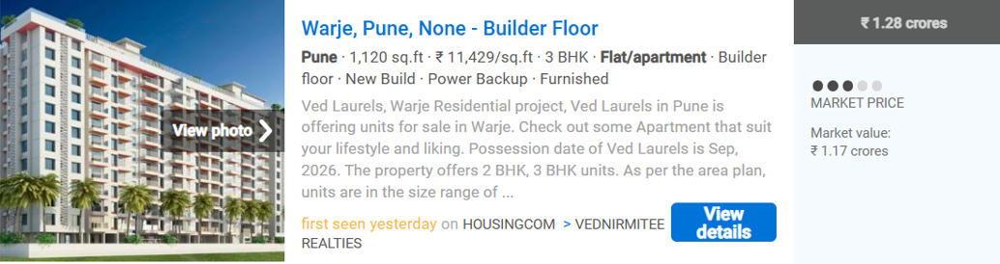 View photo
Warje, Pune, None - Builder Floor
Pune · 1,120 sq.ft · ₹ 11,429/sq.ft · 3 BHK · Flat/apartment · Builder
floor · New Build · Power Backup · Furnished
Ved Laurels, Warje Residential project, Ved Laurels in Pune is
offering units for sale in Warje. Check out some Apartment that suit
your lifestyle and liking. Possession date of Ved Laurels is Sep,
2026. The property offers 2 BHK, 3 BHK units. As per the area plan,
units are in the size range of ...
first seen yesterday on HOUSINGCOM > VEDNIRMITEE
REALTIES
View
details
₹ 1.28 crores
MARKET PRICE
Market value:
₹ 1.17 crores